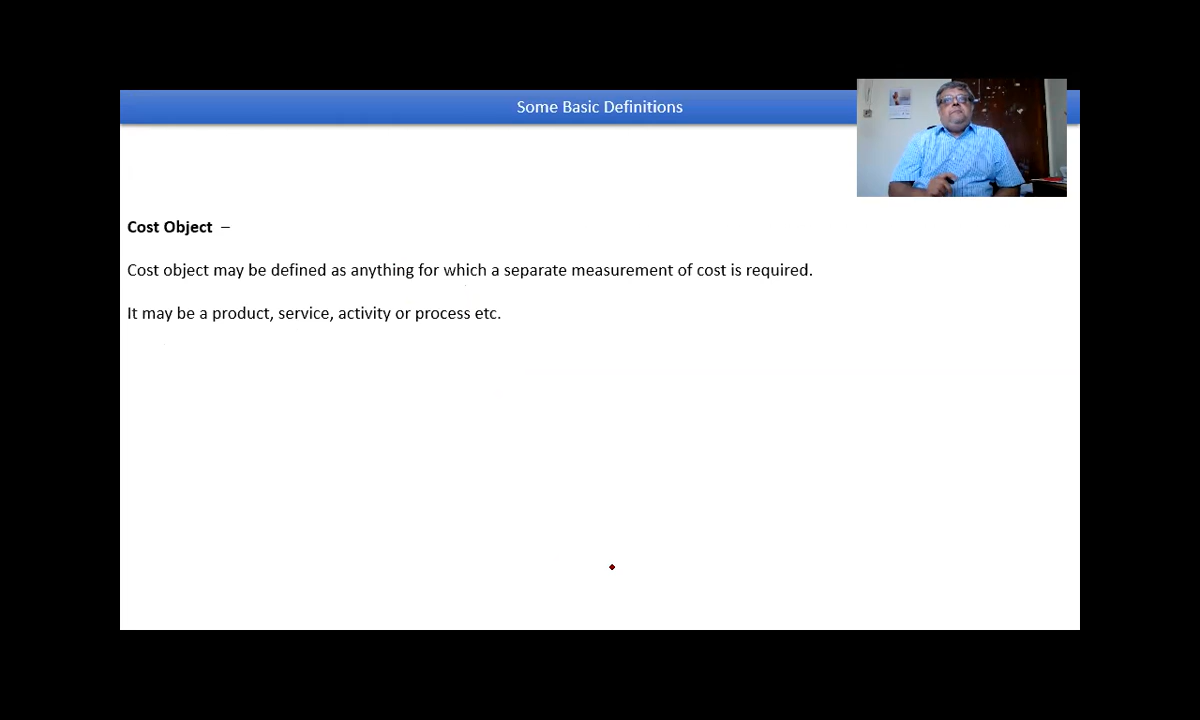 Some Basic Definitions
Cost Object –
Cost object may be defined as anything for which a separate measurement of cost is required.
It may be a product, service, activity or process etc.